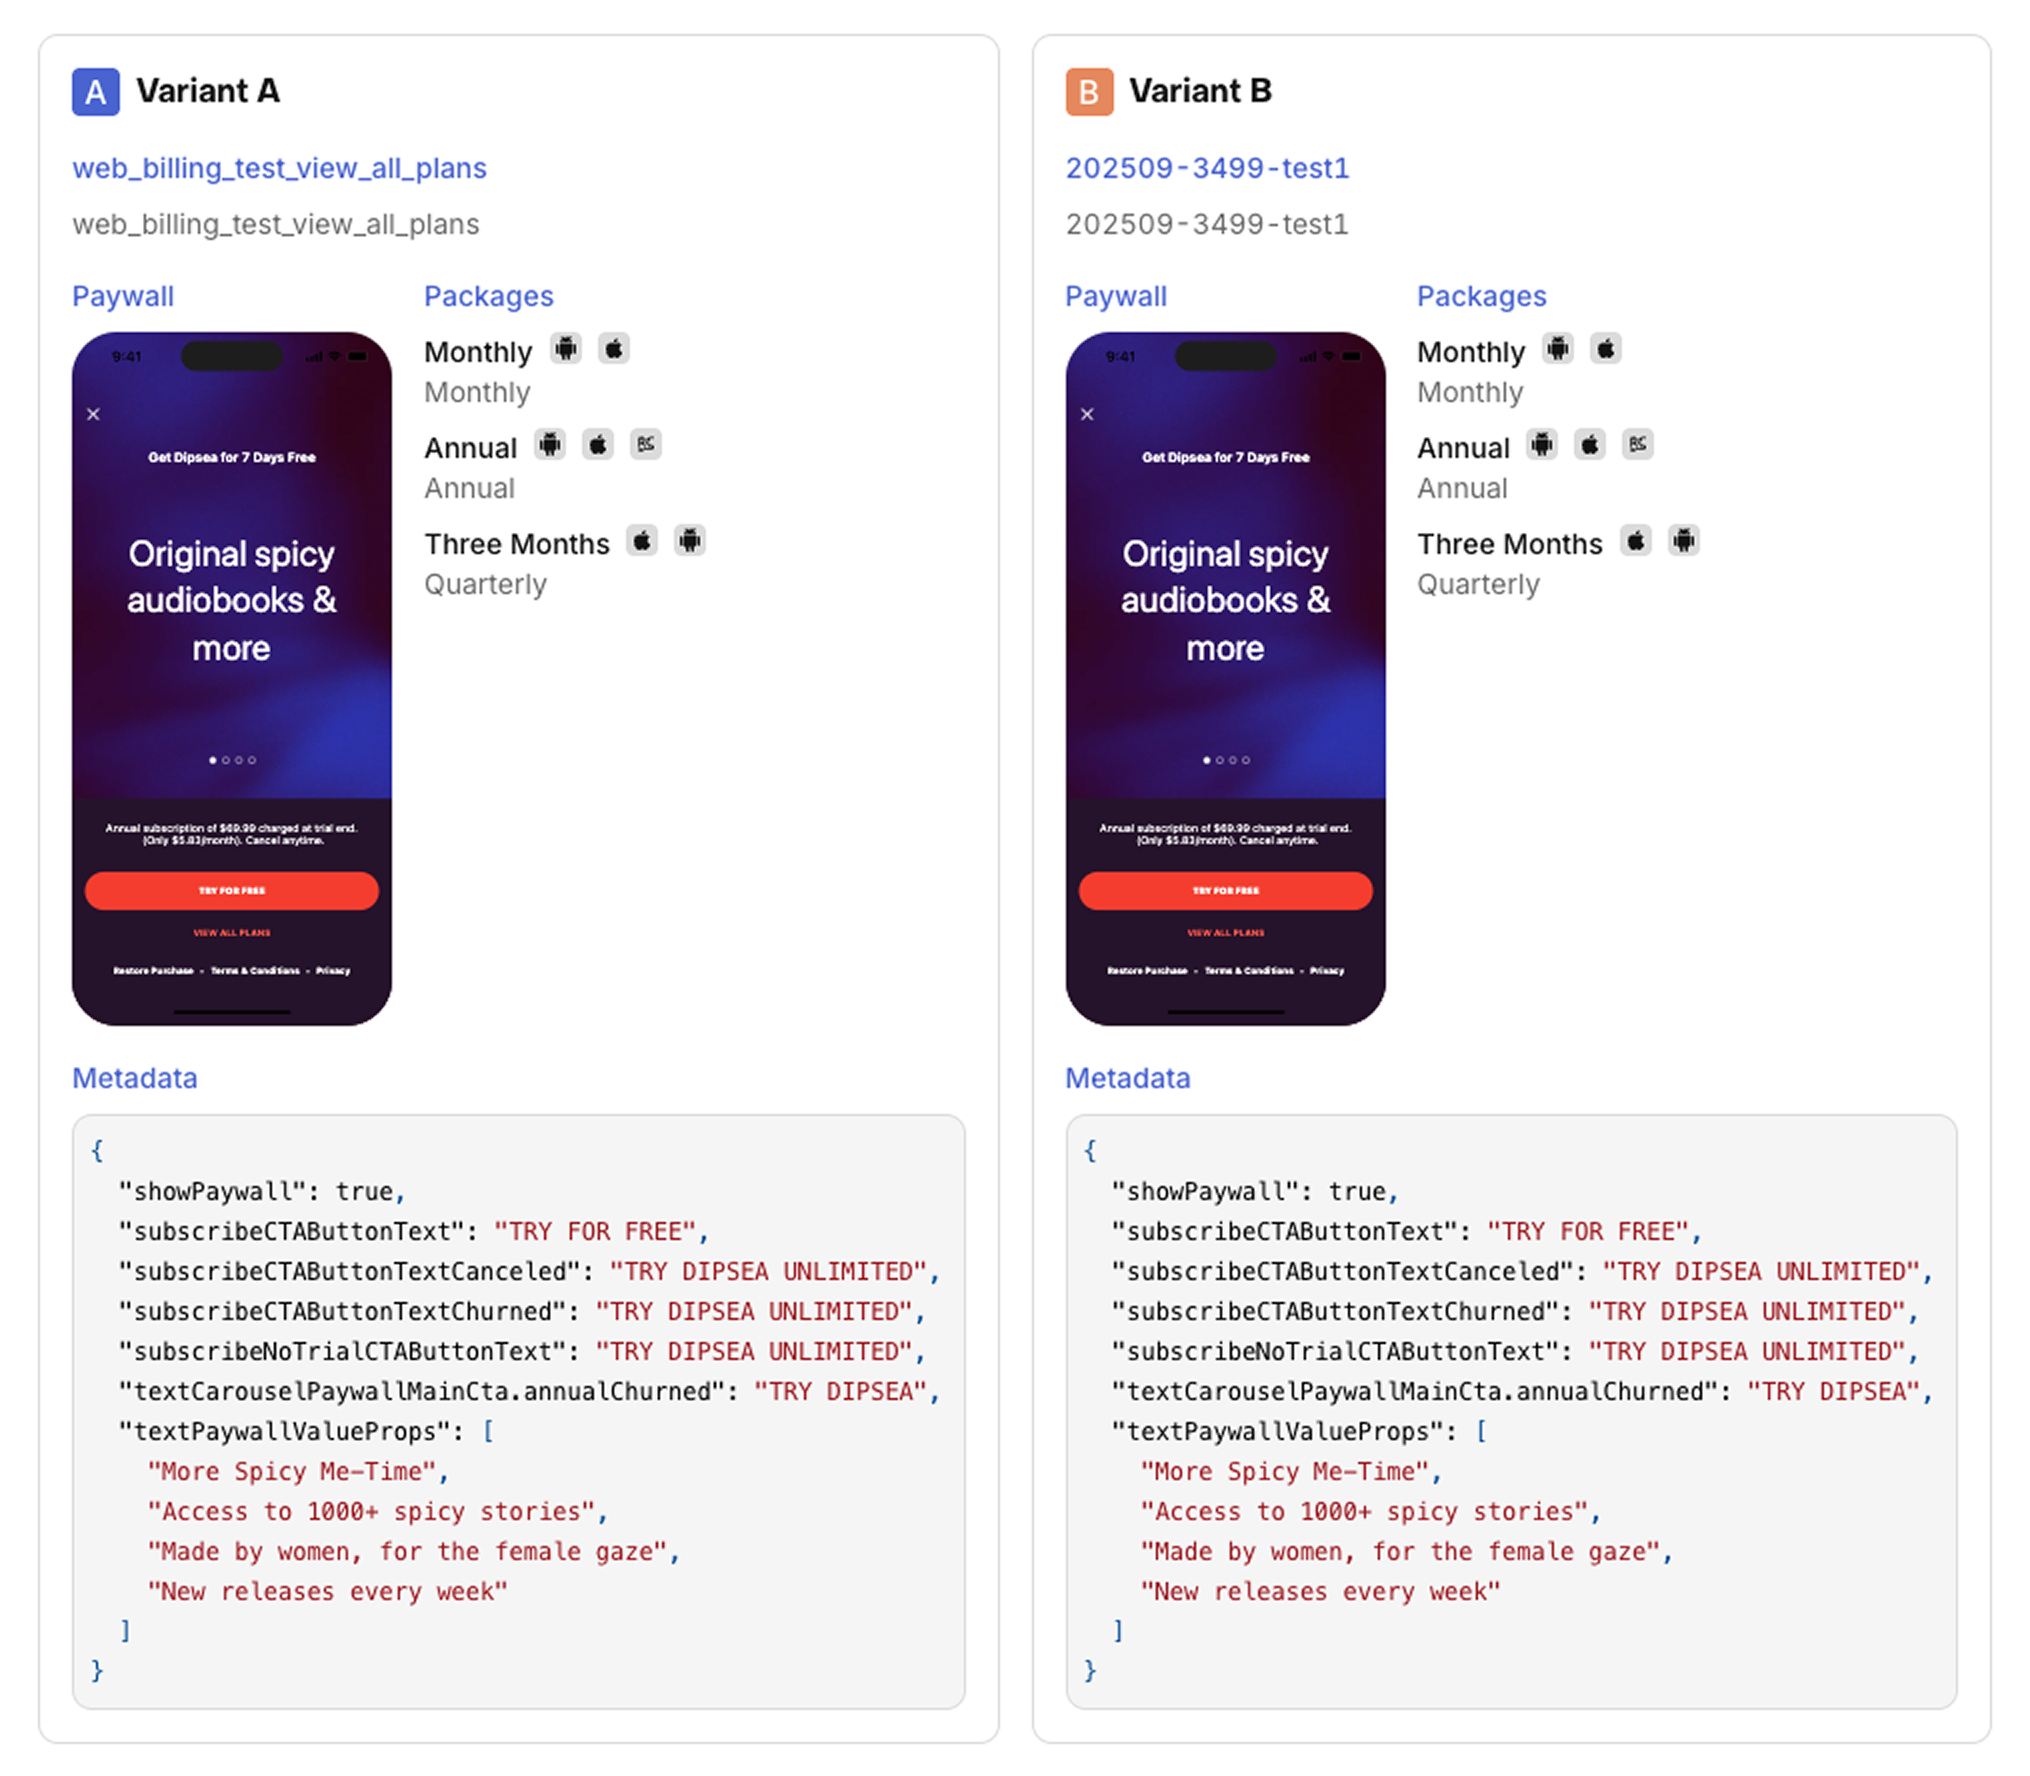 A Variant A
web_billing_test_view_all_plans
web_billing_test_view_all_plans
Paywall
9:41
Get Dipsea for 7 Days Free
Original spicy
audiobooks &
more
Annual subscription of $69.99 charged at trial end.
(Only $5.83/month). Cancel anytime.
TRY FOR FREE
VIEW ALL PLANS
Restore Purchase • Terms & Conditions • Privacy
Packages
Monthly
Monthly
Annual RC
Annual
Three Months
Quarterly
Metadata
{
"showPaywall": true,
"subscribeCTAButtonText": "TRY FOR FREE",
"subscribeCTAButtonTextCanceled": "TRY DIPSEA UNLIMITED",
"subscribeCTAButtonTextChurned": "TRY DIPSEA UNLIMITED",
"subscribeNoTrialCTAButtonText": "TRY DIPSEA UNLIMITED",
"textCarouselPaywallMainCta.annualChurned": "TRY DIPSEA",
"textPaywallValueProps": [
"More Spicy Me-Time",
"Access to 1000+ spicy stories",
"Made by women, for the female gaze",
"New releases every week"
]
}
B Variant B
202509-3499-test1
202509-3499-test1
Paywall
9:41
Get Dipsea for 7 Days Free
Original spicy
audiobooks &
more
Annual subscription of $69.99 charged at trial end.
(Only $5.83/month). Cancel anytime.
TRY FOR FREE
VIEW ALL PLANS
Restore Purchase • Terms & Conditions • Privacy
Packages
Monthly
Monthly
Annual RC
Annual
Three Months
Quarterly
Metadata
{
"showPaywall": true,
"subscribeCTAButtonText": "TRY FOR FREE",
"subscribeCTAButtonTextCanceled": "TRY DIPSEA UNLIMITED",
"subscribeCTAButtonTextChurned": "TRY DIPSEA UNLIMITED",
"subscribeNoTrialCTAButtonText": "TRY DIPSEA UNLIMITED",
"textCarouselPaywallMainCta.annualChurned": "TRY DIPSEA",
"textPaywallValueProps": [
"More Spicy Me-Time",
"Access to 1000+ spicy stories",
"Made by women, for the female gaze",
"New releases every week"
]
}